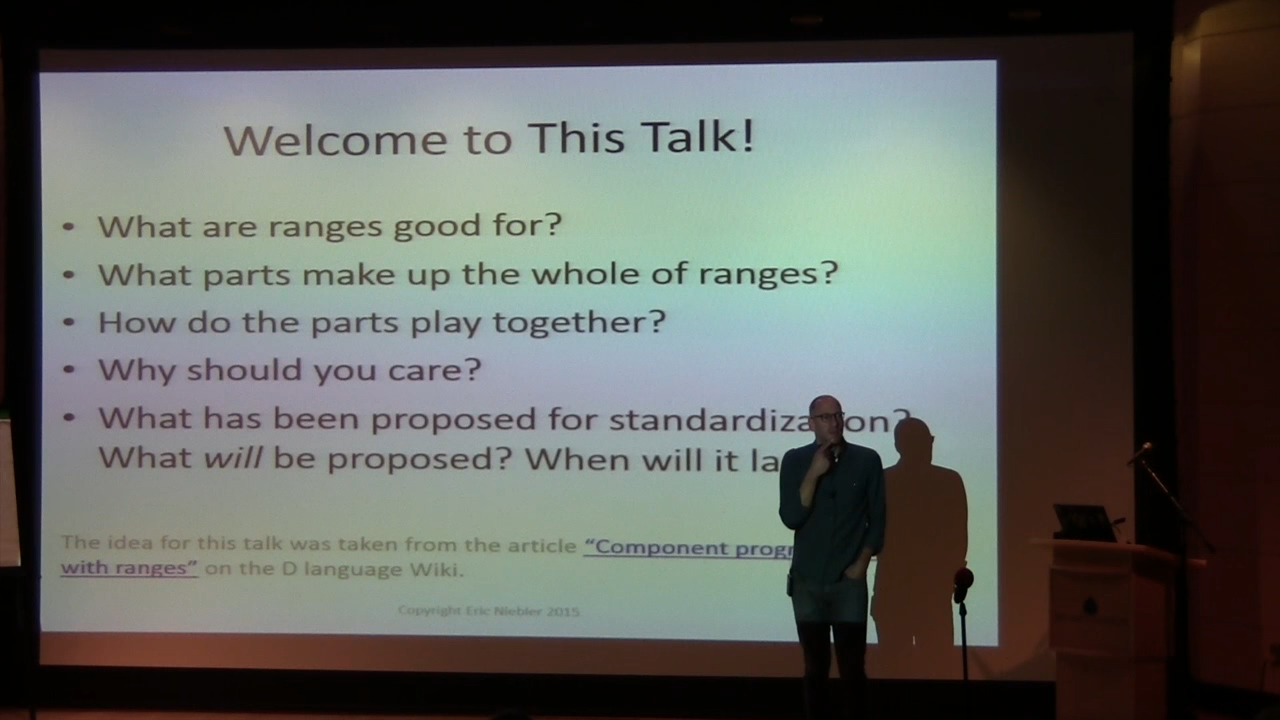 Welcome to This Talk!
• What are ranges good for?
• What parts make up the whole of ranges?
• How do the parts play together?
• Why should you care?
• What has been proposed for standardiza on?
What will be proposed? When will it la
The idea for this talk was taken from the article “Component progr
with ranges” on the D language Wiki.
Copyright Eric Niebler 2015